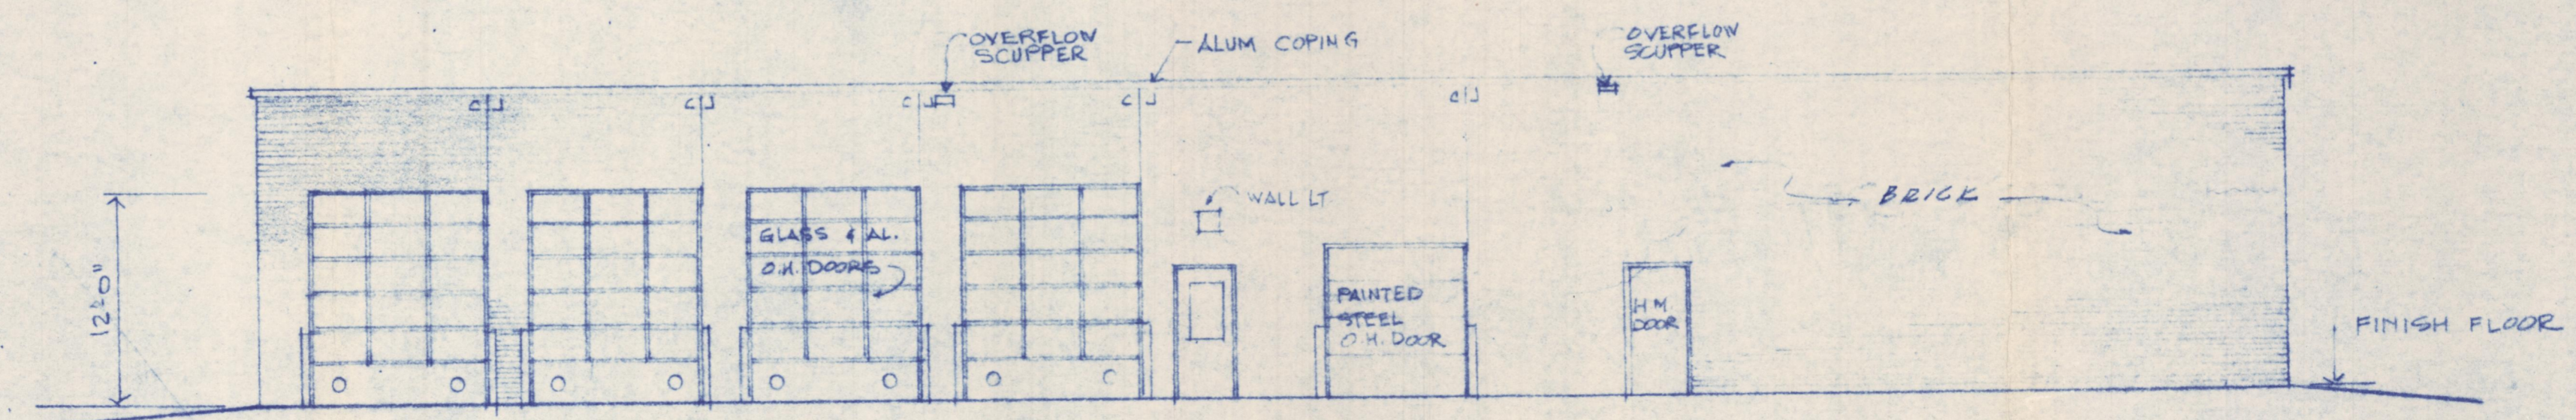 OVERFLOW
SCUPPER
ALUM COPING
OVERFLOW
SCUPPER
C|J
C|J
C|J
C|J
C|J
WALL LT
BRICK
GLASS & AL.
O.H. DOORS
12'-0"
PAINTED
STEEL
O.H. DOOR
H M
DOOR
FINISH FLOOR